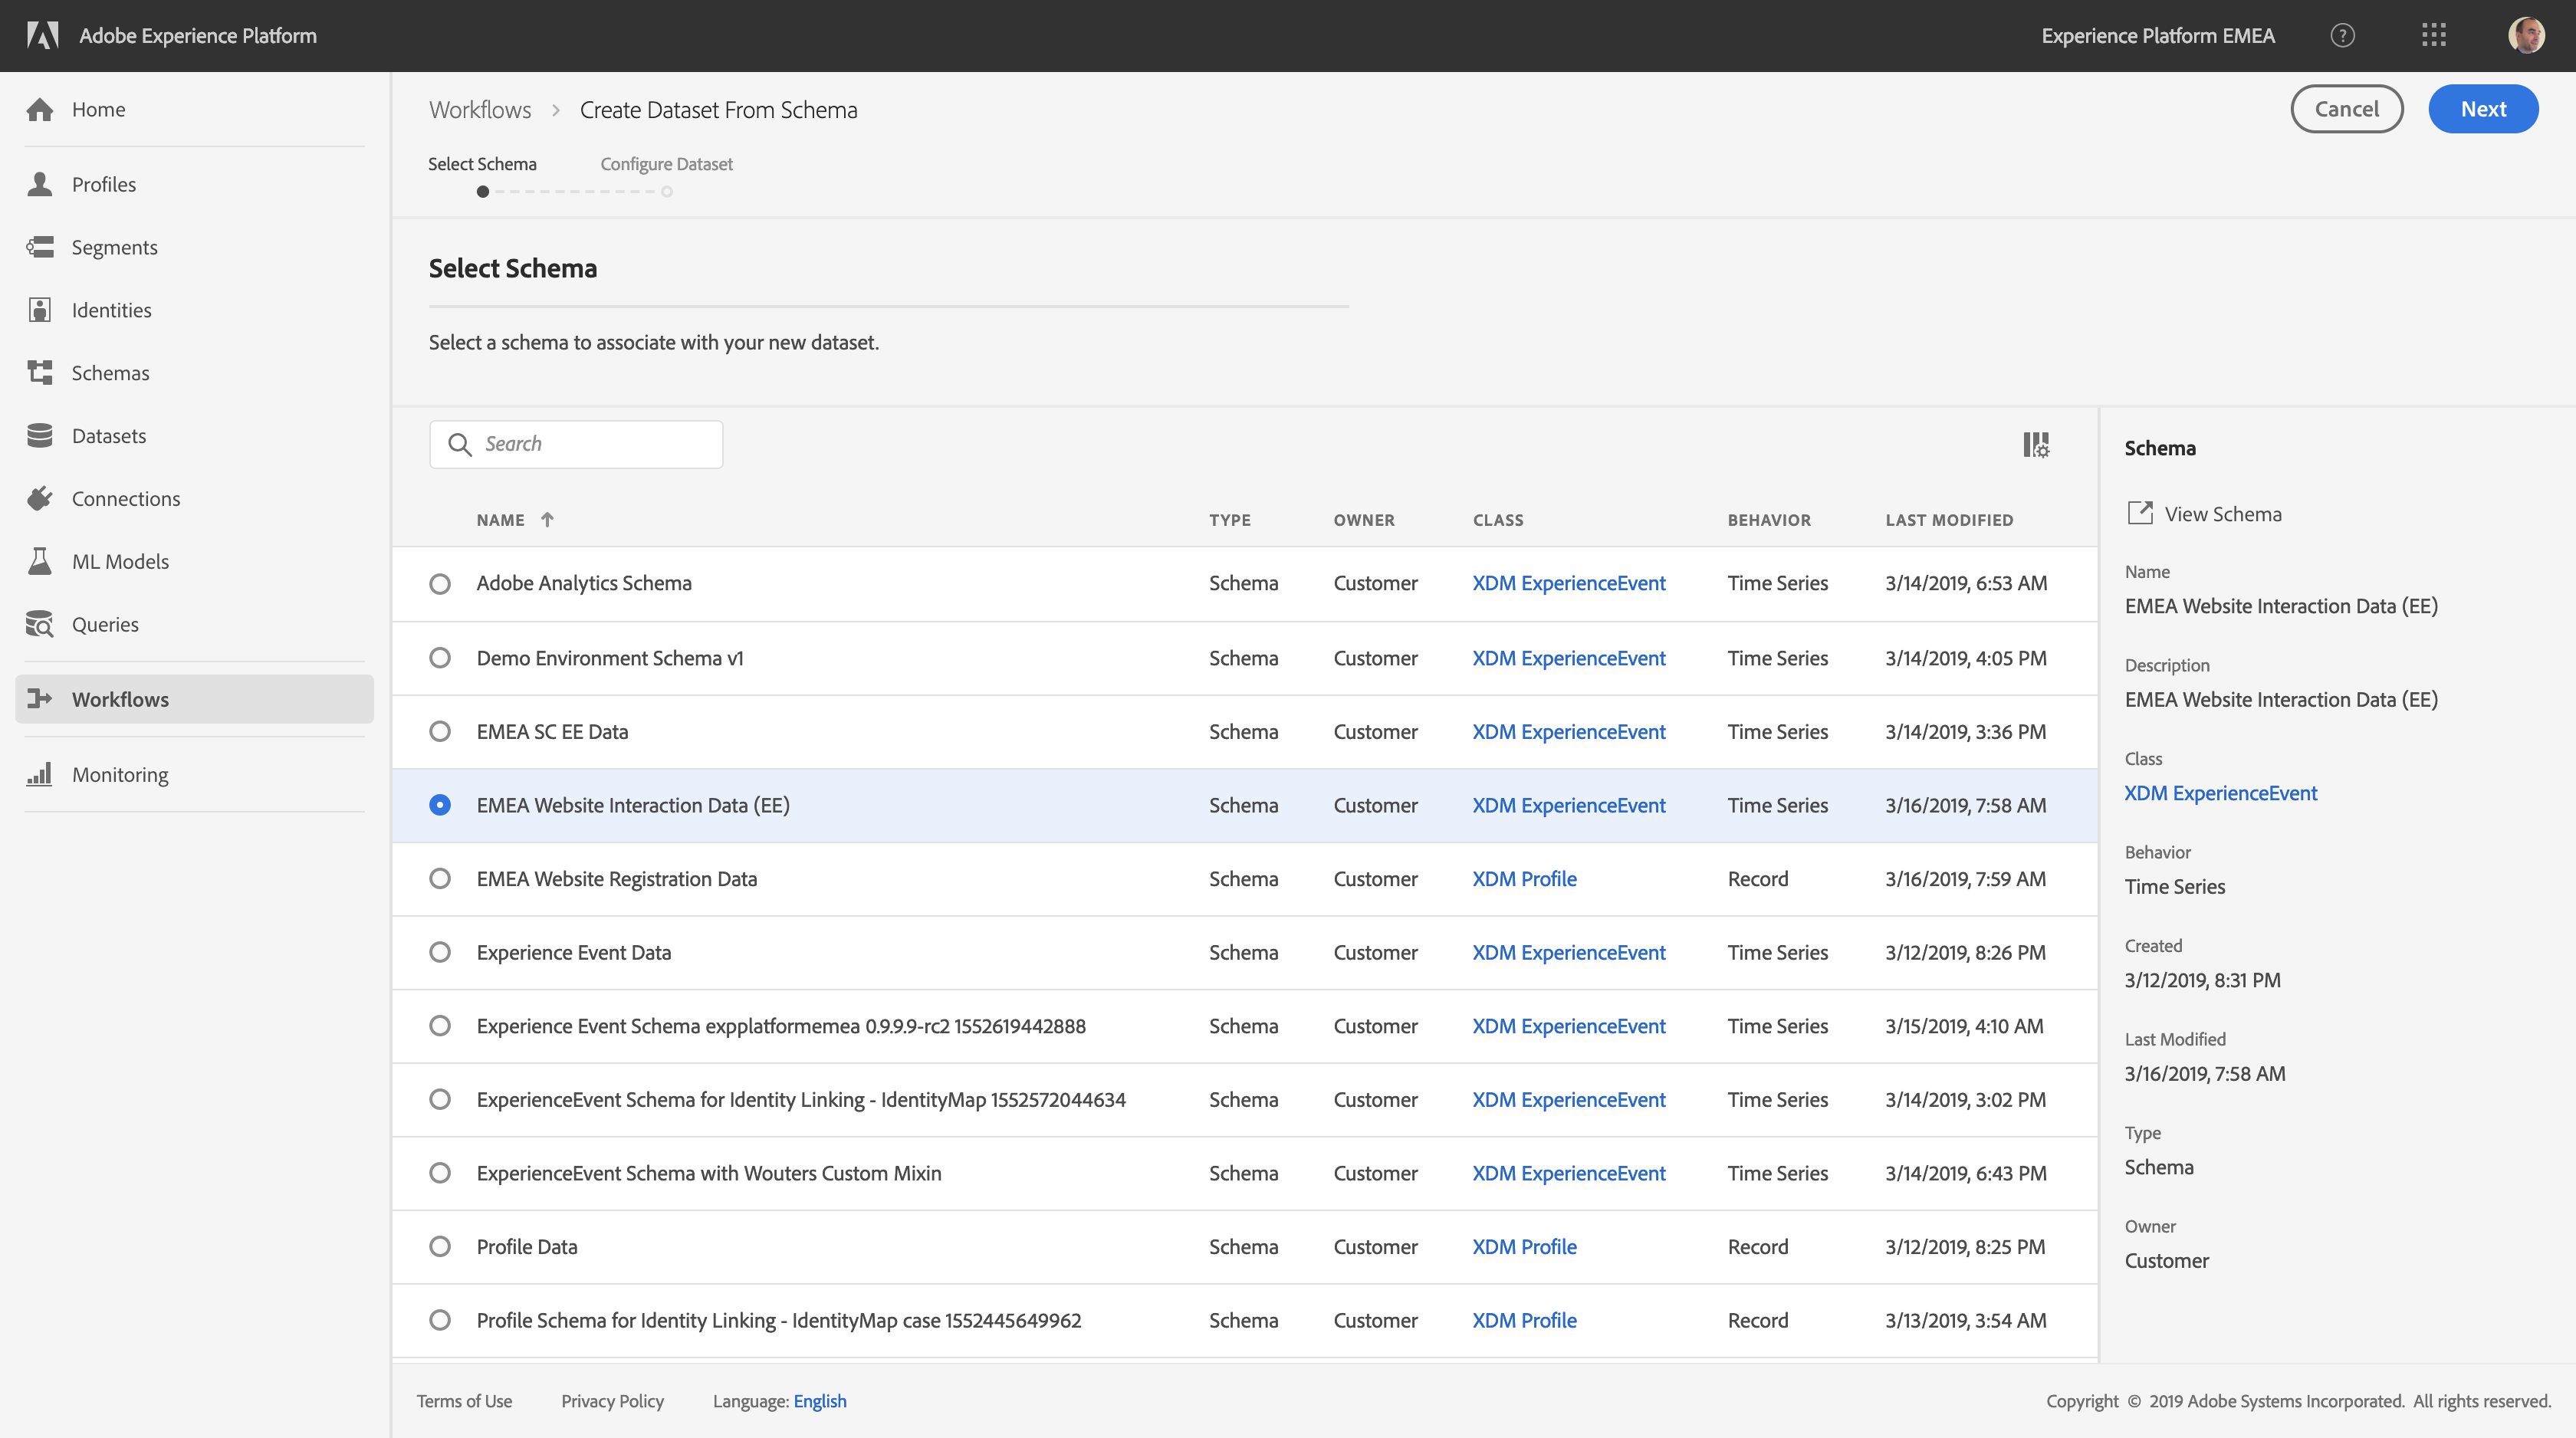 Adobe Experience Platform
Experience Platform EMEA
?
Home
Profiles
Segments
Identities
Schemas
Datasets
Connections
ML Models
Queries
Workflows
Monitoring
Workflows > Create Dataset From Schema
Cancel
Next
Select Schema Configure Dataset
Select Schema
Select a schema to associate with your new dataset.
Search
NAME TYPE OWNER CLASS BEHAVIOR LAST MODIFIED
Adobe Analytics Schema Schema Customer XDM ExperienceEvent Time Series 3/14/2019, 6:53 AM
Demo Environment Schema v1 Schema Customer XDM ExperienceEvent Time Series 3/14/2019, 4:05 PM
EMEA SC EE Data Schema Customer XDM ExperienceEvent Time Series 3/14/2019, 3:36 PM
EMEA Website Interaction Data (EE) Schema Customer XDM ExperienceEvent Time Series 3/16/2019, 7:58 AM
EMEA Website Registration Data Schema Customer XDM Profile Record 3/16/2019, 7:59 AM
Experience Event Data Schema Customer XDM ExperienceEvent Time Series 3/12/2019, 8:26 PM
Experience Event Schema expplatformemea 0.9.9.9-rc2 1552619442888 Schema Customer XDM ExperienceEvent Time Series 3/15/2019, 4:10 AM
ExperienceEvent Schema for Identity Linking - IdentityMap 1552572044634 Schema Customer XDM ExperienceEvent Time Series 3/14/2019, 3:02 PM
ExperienceEvent Schema with Wouters Custom Mixin Schema Customer XDM ExperienceEvent Time Series 3/14/2019, 6:43 PM
Profile Data Schema Customer XDM Profile Record 3/12/2019, 8:25 PM
Profile Schema for Identity Linking - IdentityMap case 1552445649962 Schema Customer XDM Profile Record 3/13/2019, 3:54 AM
Schema
View Schema
Name
EMEA Website Interaction Data (EE)
Description
EMEA Website Interaction Data (EE)
Class
XDM ExperienceEvent
Behavior
Time Series
Created
3/12/2019, 8:31 PM
Last Modified
3/16/2019, 7:58 AM
Type
Schema
Owner
Customer
Terms of Use Privacy Policy Language: English
Copyright © 2019 Adobe Systems Incorporated. All rights reserved.